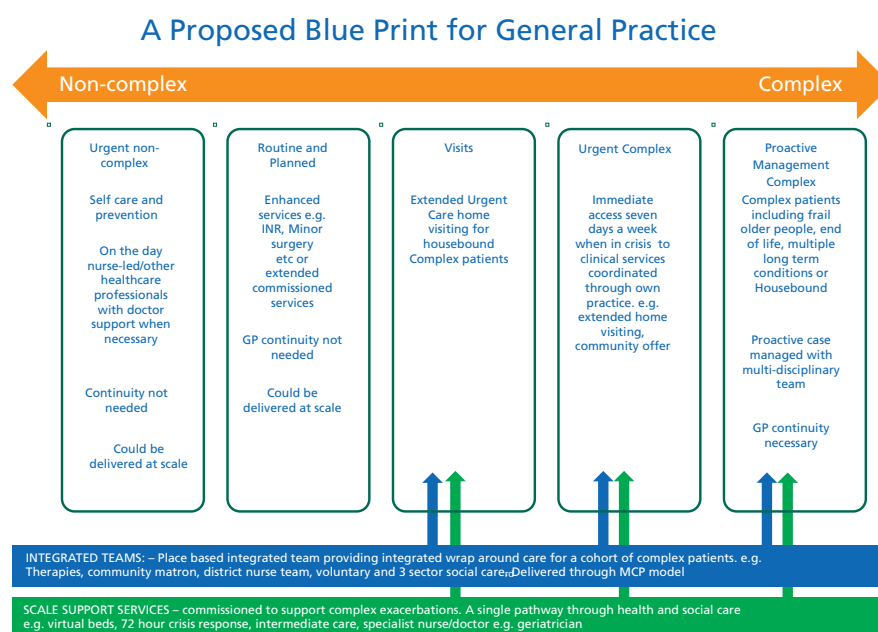 A Proposed Blue Print for General Practice
Non-complex
Complex
Urgent non-
complex
Self care and
prevention
On the day
nurse-led/other
healthcare
professionals
with doctor
support when
necessary
Continuity not
needed
Could be
delivered at scale
Routine and
Planned
Enhanced
services e.g.
INR, Minor
surgery
etc or
extended
commissioned
services
GP continuity not
needed
Could be
delivered at scale
Visits
Extended Urgent
Care home
visiting for
housebound
Complex patients
Urgent Complex
Immediate
access seven
days a week
when in crisis to
clinical services
coordinated
through own
practice. e.g.
extended home
visiting,
community offer
Proactive
Management
Complex
Complex patients
including frail
older people, end
of life, multiple
long term
conditions or
Housebound
Proactive case
managed with
multi-disciplinary
team
GP continuity
necessary
INTEGRATED TEAMS: – Place based integrated team providing integrated wrap around care for a cohort of complex patients. e.g.
Therapies, community matron, district nurse team, voluntary and 3 sector social care. rd Delivered through MCP model
SCALE SUPPORT SERVICES – commissioned to support complex exacerbations. A single pathway through health and social care
e.g. virtual beds, 72 hour crisis response, intermediate care, specialist nurse/doctor e.g. geriatrician